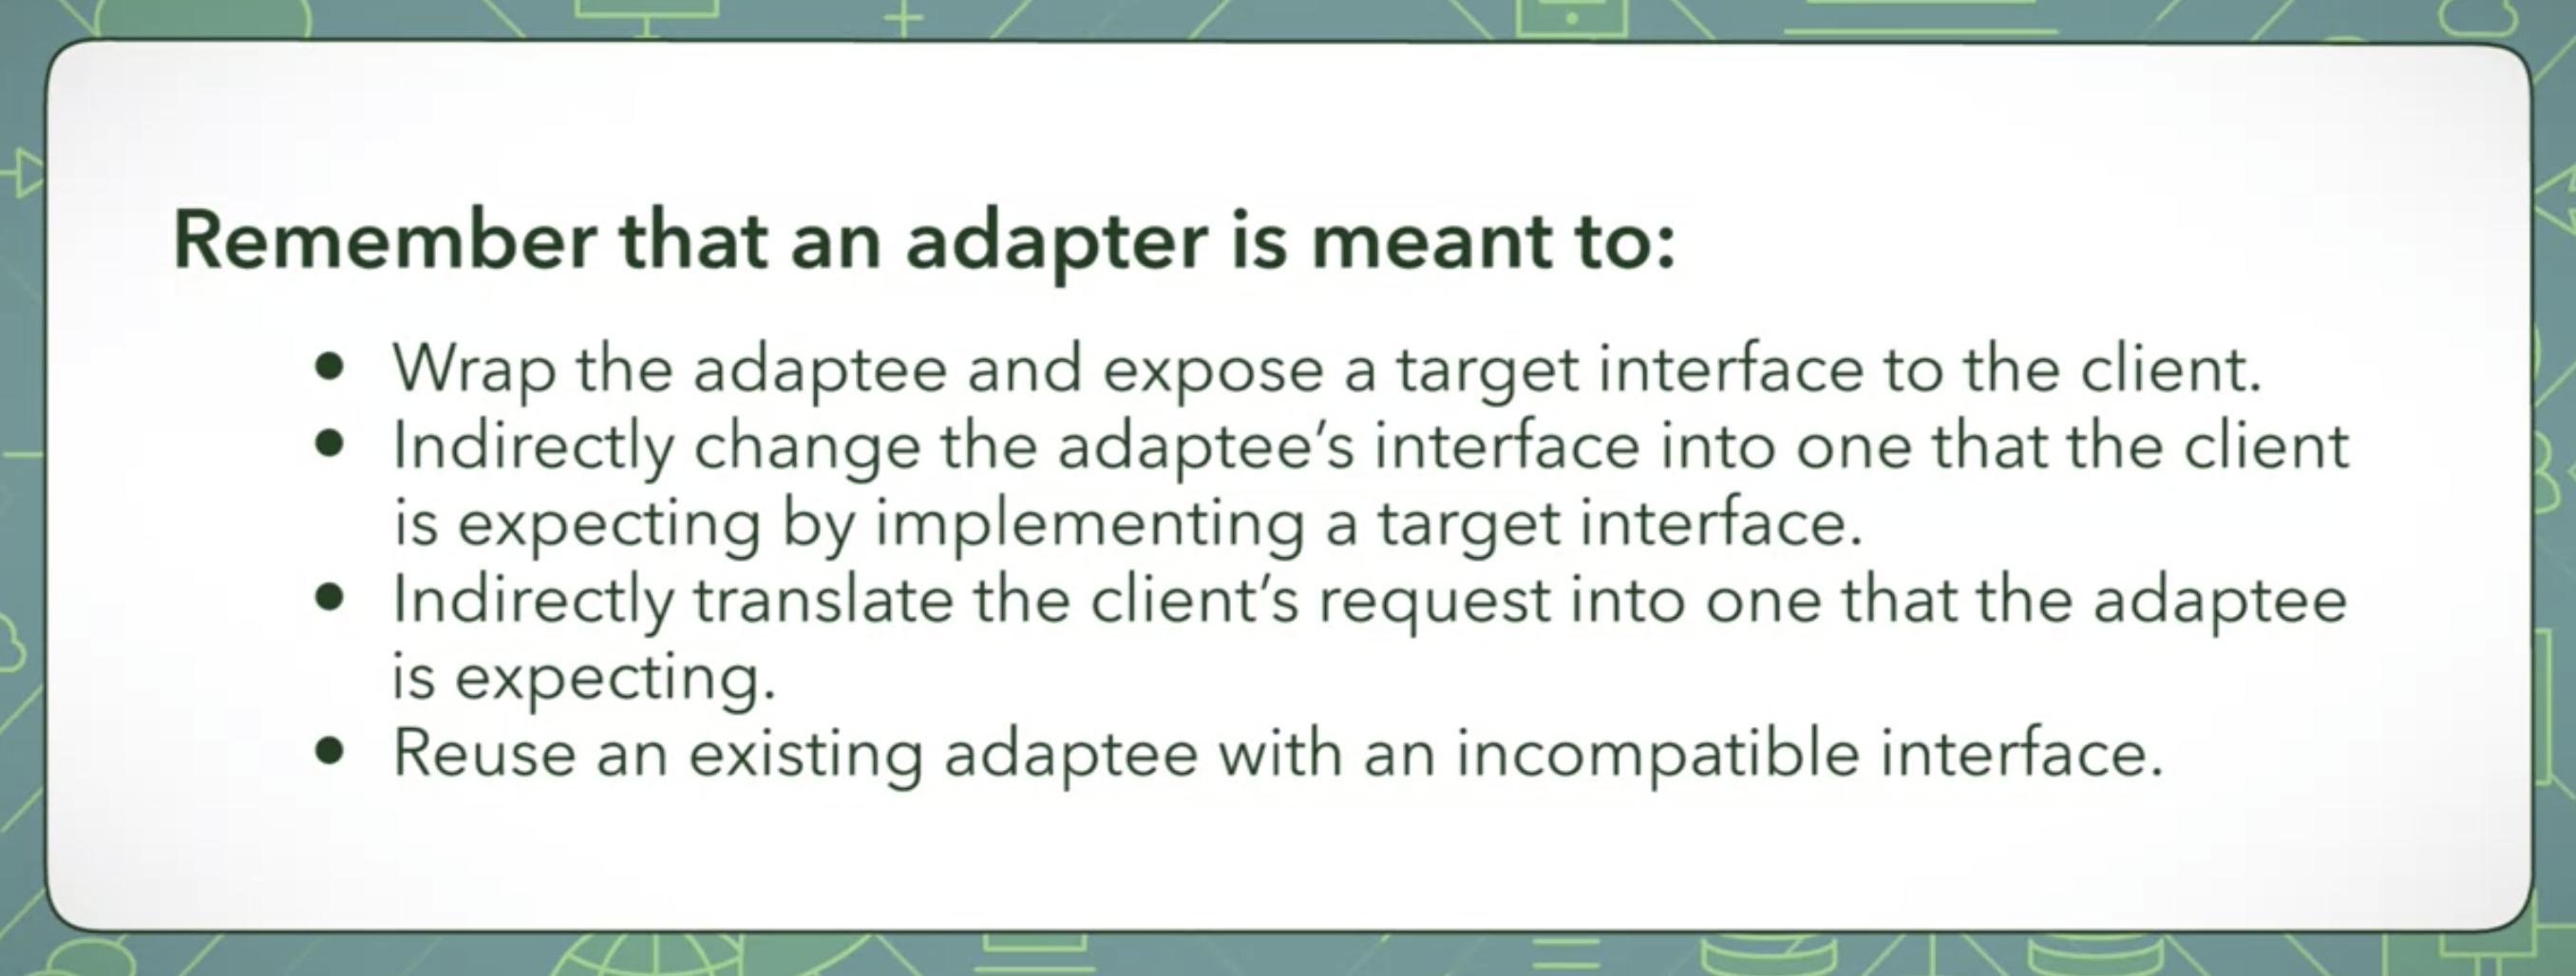 Remember that an adapter is meant to:
● Wrap the adaptee and expose a target interface to the client.
● Indirectly change the adaptee’s interface into one that the client
is expecting by implementing a target interface.
● Indirectly translate the client’s request into one that the adaptee
is expecting.
● Reuse an existing adaptee with an incompatible interface.